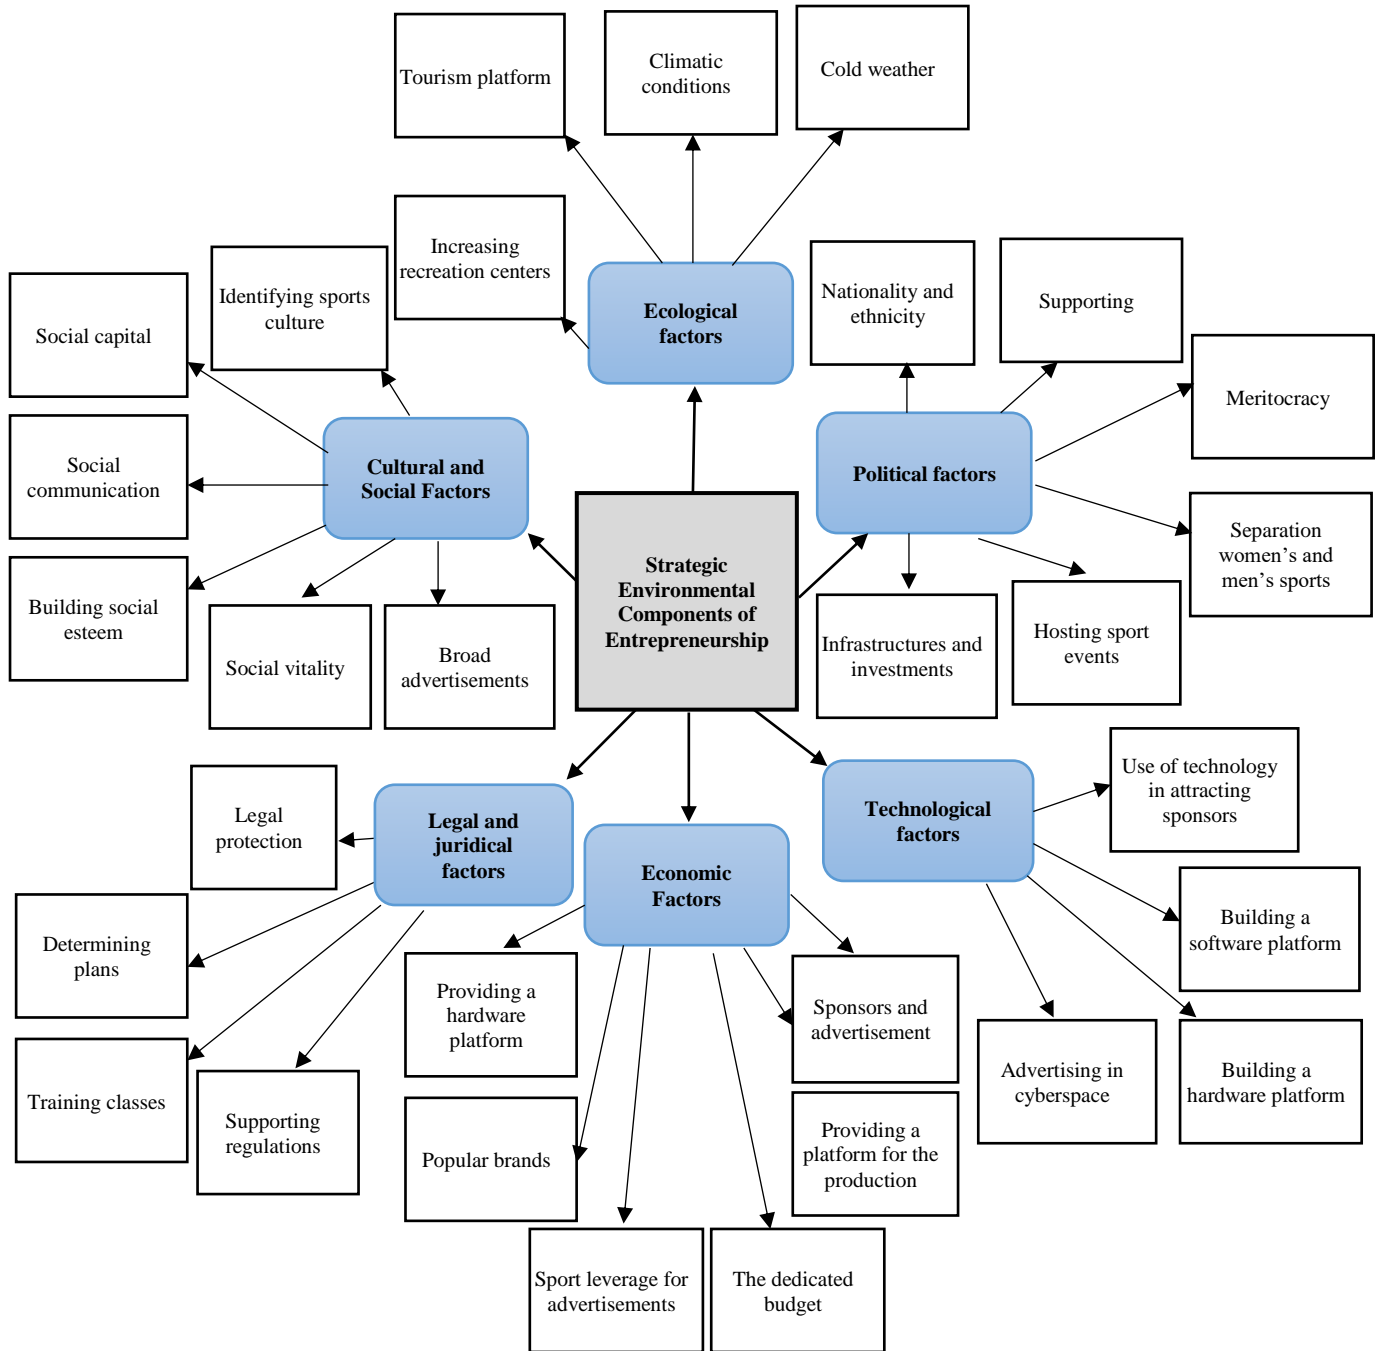 Tourism platform
Climatic
conditions
Cold weather
Increasing
recreation centers
Identifying sports
culture
Social capital
Ecological
factors
Nationality and
ethnicity
Supporting
Meritocracy
Social
communication
Cultural and
Social Factors
Political factors
Separation
women’s and
men’s sports
Strategic
Environmental
Components of
Entrepreneurship
Building social
esteem
Social vitality
Broad
advertisements
Infrastructures and
investments
Hosting sport
events
Legal
protection
Legal and
juridical
factors
Economic
Factors
Technological
factors
Use of technology
in attracting
sponsors
Determining
plans
Building a
software platform
Providing a
hardware
platform
Sponsors and
advertisement
Training classes
Supporting
regulations
Advertising in
cyberspace
Building a
hardware platform
Popular brands
Providing a
platform for the
production
Sport leverage for
advertisements
The dedicated
budget